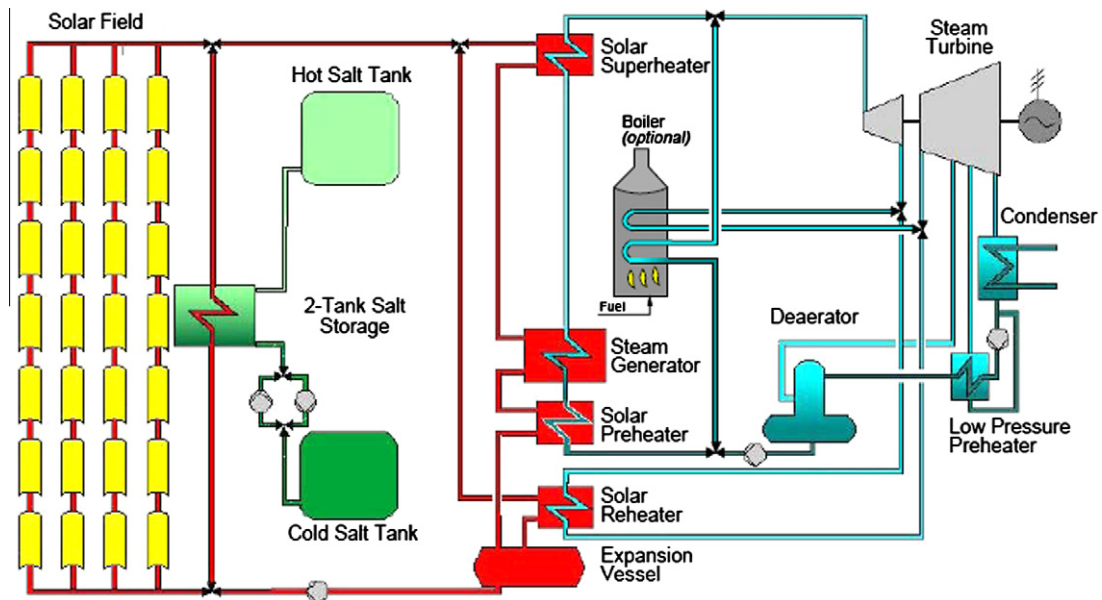 Solar Field
Hot Salt Tank
2-Tank Salt
Storage
Cold Salt Tank
Solar
Superheater
Boiler
(optional)
Fuel
Steam
Generator
Solar
Preheater
Solar
Reheater
Expansion
Vessel
Steam
Turbine
Condenser
Deaerator
Low Pressure
Preheater